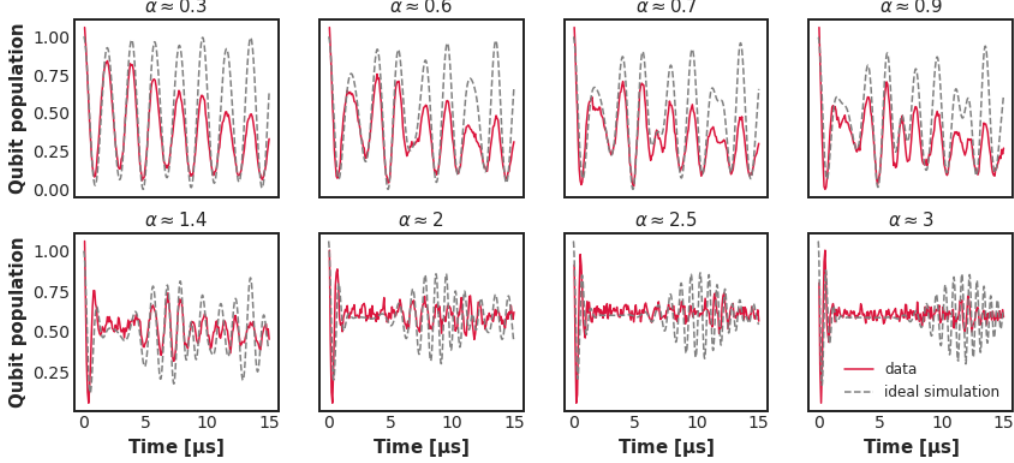 α ≈ 0.3 α ≈ 0.6 α ≈ 0.7 α ≈ 0.9
Qubit population
1.00
0.75
0.50
0.25
0.00
α ≈ 1.4 α ≈ 2 α ≈ 2.5 α ≈ 3
Qubit population
1.00
0.75
0.50
0.25
data
ideal simulation
0 5 10 15 0 5 10 15 0 5 10 15 0 5 10 15
Time [μs] Time [μs] Time [μs] Time [μs]